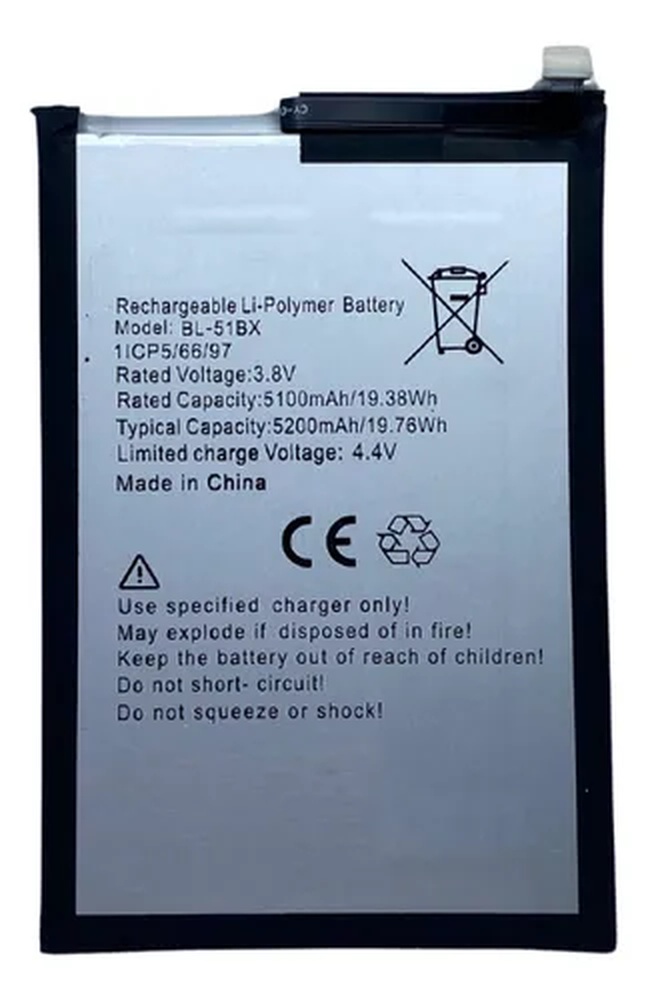 Rechargeable Li-Polymer Battery
Model: BL-51BX
1ICP5/66/97
Rated Voltage:3.8V
Rated Capacity:5100mAh/19.38Wh
Typical Capacity:5200mAh/19.76Wh
Limited charge Voltage: 4.4V
Made in China
CE
Use specified charger only!
May explode if disposed of in fire!
Keep the battery out of reach of children!
Do not short- circuit!
Do not squeeze or shock!